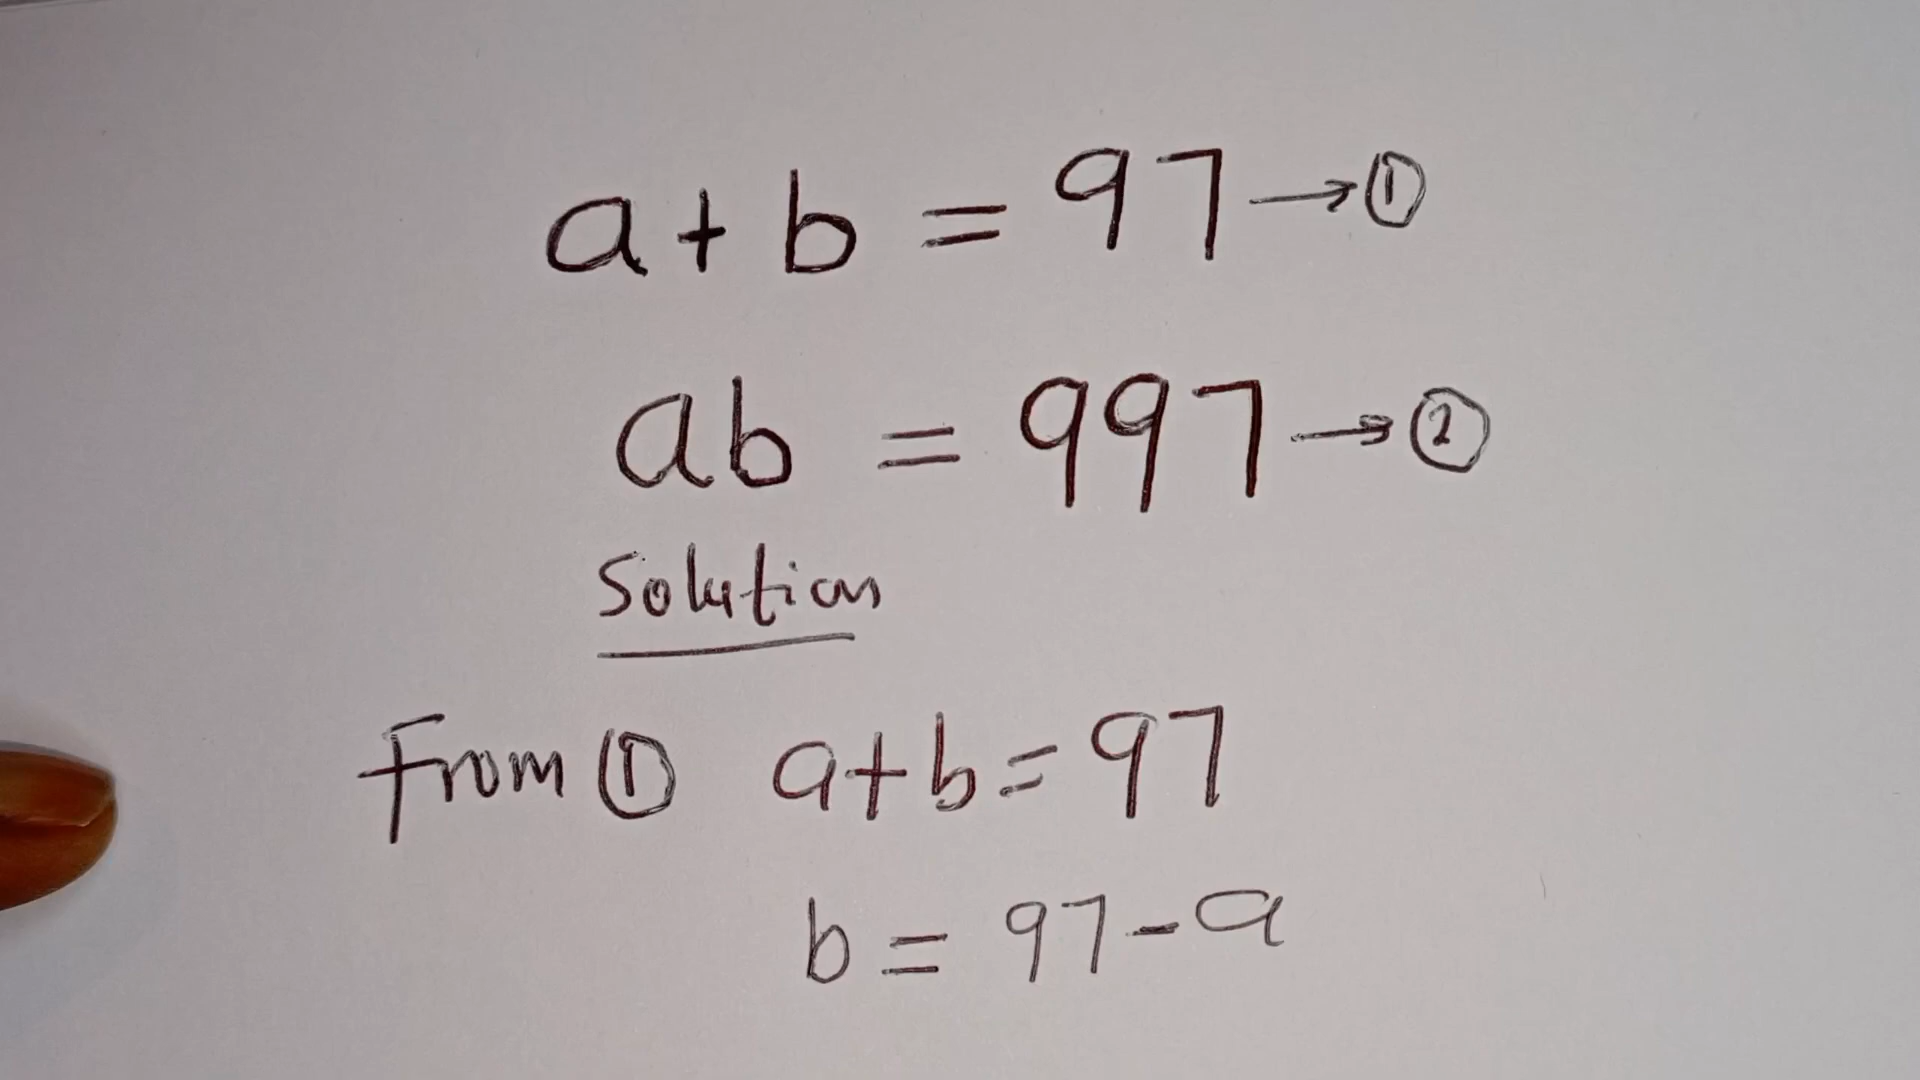 a + b = 97 → ①
ab = 997 → ②
Solution
From ① a+b=97
b = 97-a